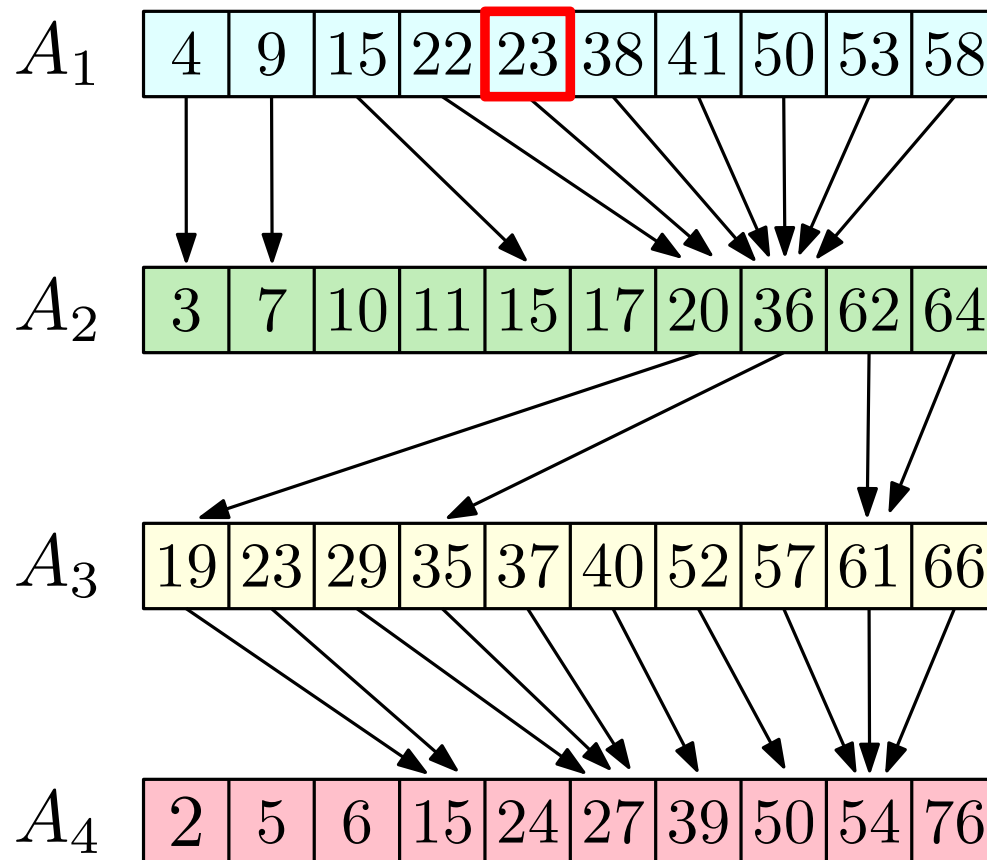 A₁ 4 9 15 22 23 38 41 50 53 58
A₂ 3 7 10 11 15 17 20 36 62 64
A₃ 19 23 29 35 37 40 52 57 61 66
A₄ 2 5 6 15 24 27 39 50 54 76